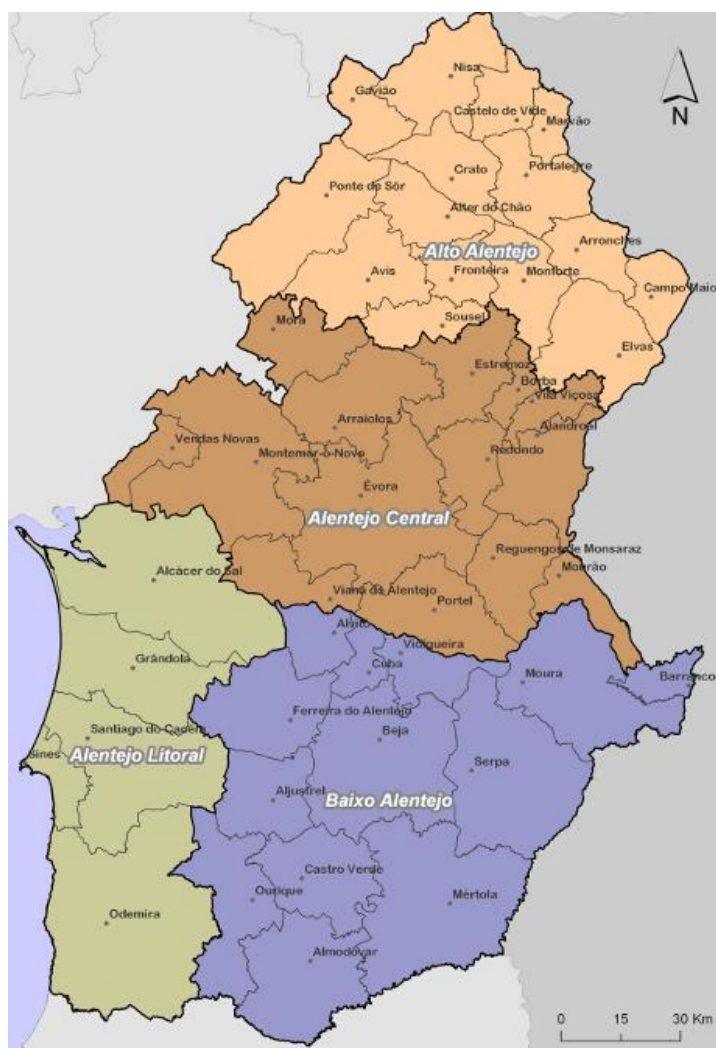 Nisa
Gavião
Castelo de Vide
Marvão
N
Crato
Portalegre
Ponte de Sôr
Alter do Chão
Alto Alentejo
Arronches
Avis
Fronteira
Monforte
Campo Maio
Mora
Sousel
Elvas
Estremoz
Borba
Vila Viçosa
Arraiolos
Alandroal
Vendas Novas
Montemor-o-Novo
Redondo
Évora
Alentejo Central
Reguengos de Monsaraz
Mourão
Alcácer do Sal
Viana do Alentejo
Portel
Alvito
Vidigueira
Cuba
Grândola
Moura
Barranco
Ferreira do Alentejo
Santiago do Cacém
Beja
Sines
Alentejo Litoral
Serpa
Aljustrel
Baixo Alentejo
Castro Verde
Ourique
Mértola
Odemira
Almodôvar
0 15 30 Km